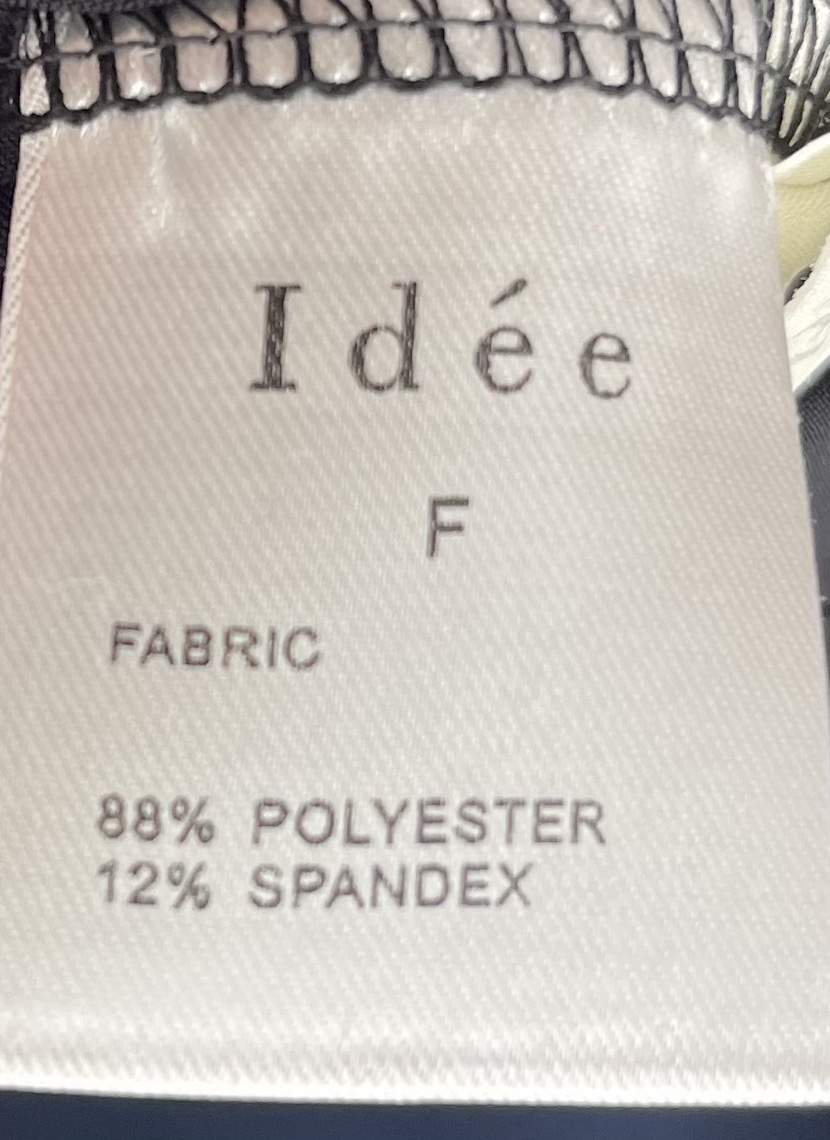 Idée
F
FABRIC
88% POLYESTER
12% SPANDEX